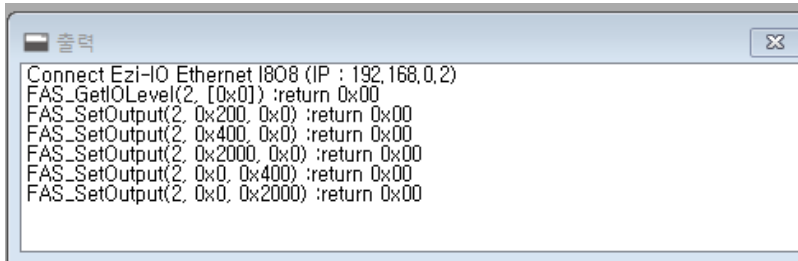 출력
Connect Ezi-IO Ethernet I8O8 (IP : 192,168,0,2)
FAS_GetIOLevel(2, [0x0]) :return 0x00
FAS_SetOutput(2, 0x200, 0x0) :return 0x00
FAS_SetOutput(2, 0x400, 0x0) :return 0x00
FAS_SetOutput(2, 0x2000, 0x0) :return 0x00
FAS_SetOutput(2, 0x0, 0x400) :return 0x00
FAS_SetOutput(2, 0x0, 0x2000) :return 0x00